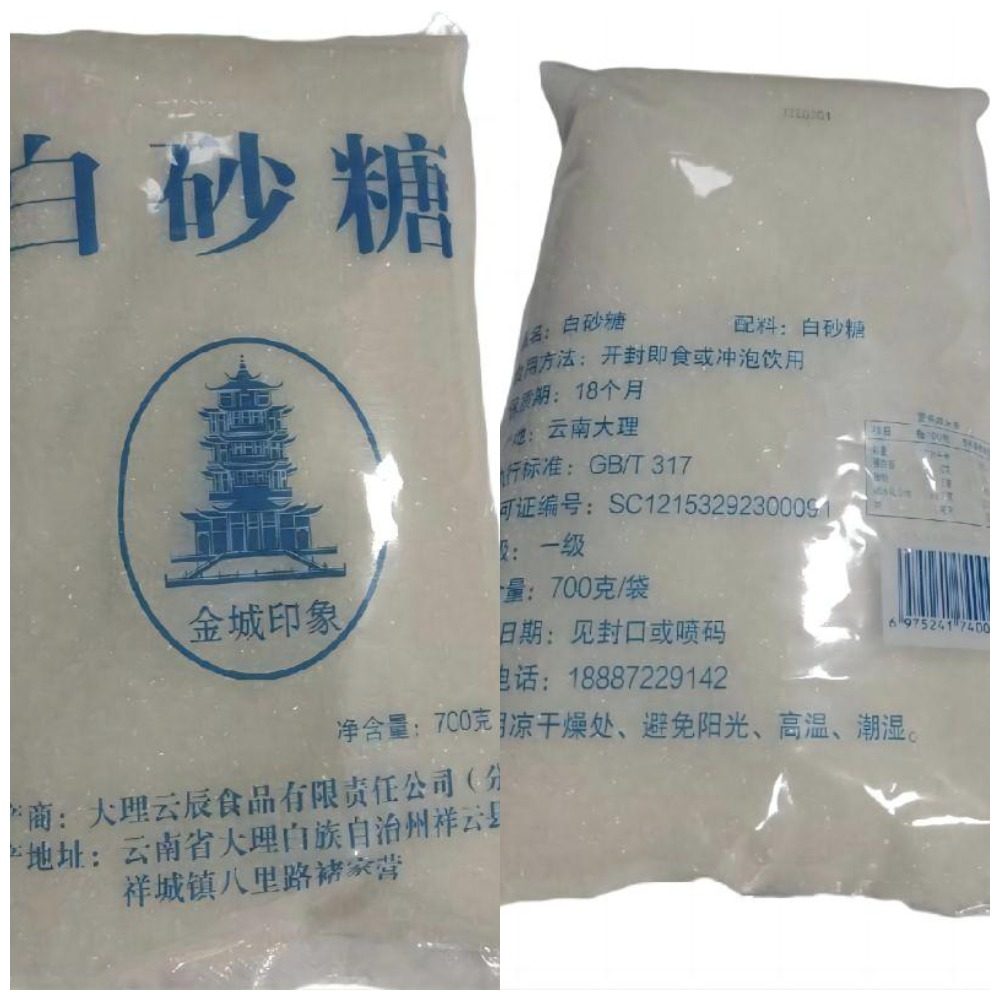 白砂糖
金城印象
净含量：700克
商：大理云辰食品有限责任公司（分
地址：云南省大理白族自治州祥云县
祥城镇八里路褚家营
名：白砂糖 配料：白砂糖
用方法：开封即食或冲泡饮用
质期：18个月
地：云南大理
行标准：GB/T 317
可证编号：SC12153292300091
级：一级
量：700克/袋
日期：见封口或喷码
电话：18887229142
凉干燥处、避免阳光、高温、潮湿。
项目
6 975241 7400